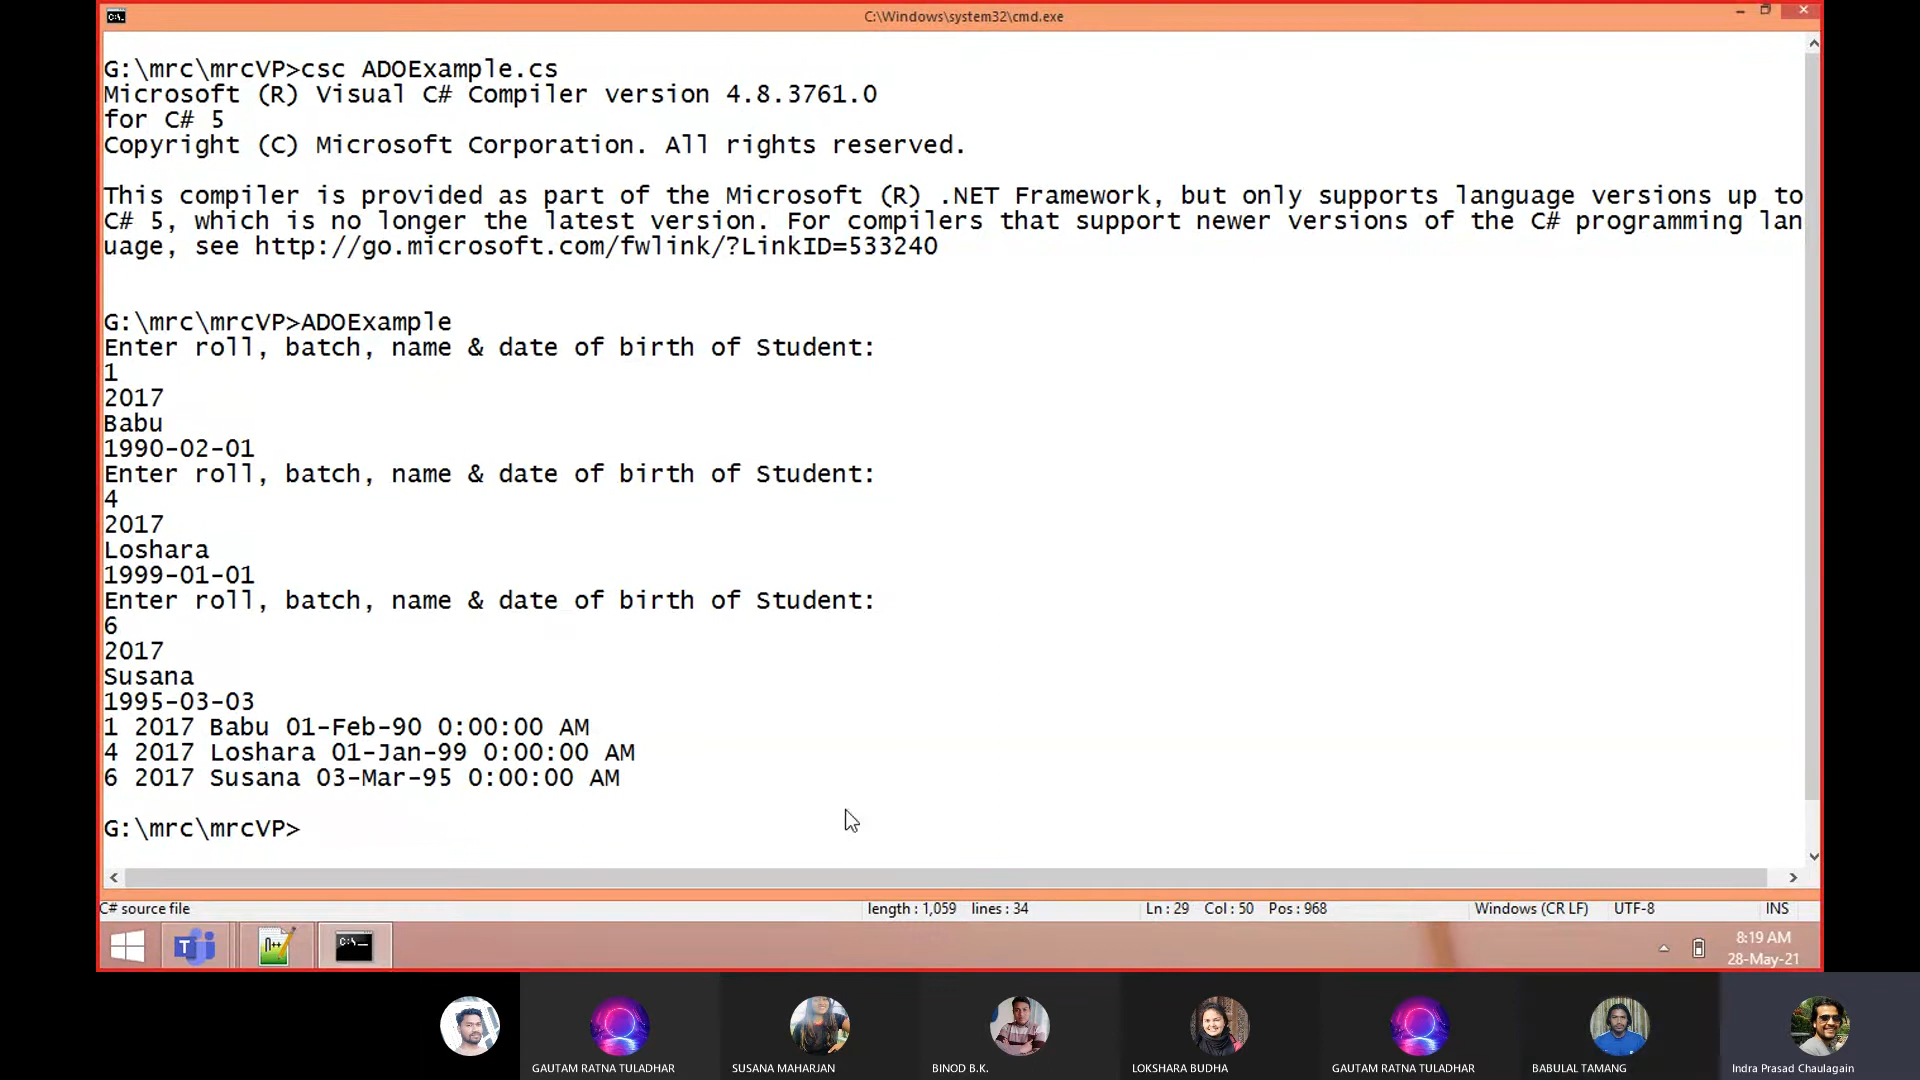 C:\Windows\system32\cmd.exe
G:\mrc\mrcVP>csc ADOExample.cs
Microsoft (R) Visual C# Compiler version 4.8.3761.0
for C# 5
Copyright (C) Microsoft Corporation. All rights reserved.
This compiler is provided as part of the Microsoft (R) .NET Framework, but only supports language versions up to
C# 5, which is no longer the latest version. For compilers that support newer versions of the C# programming lan
uage, see http://go.microsoft.com/fwlink/?LinkID=533240
G:\mrc\mrcVP>ADOExample
Enter roll, batch, name & date of birth of Student:
1
2017
Babu
1990-02-01
Enter roll, batch, name & date of birth of Student:
4
2017
Loshara
1999-01-01
Enter roll, batch, name & date of birth of Student:
6
2017
Susana
1995-03-03
1 2017 Babu 01-Feb-90 0:00:00 AM
4 2017 Loshara 01-Jan-99 0:00:00 AM
6 2017 Susana 03-Mar-95 0:00:00 AM
G:\mrc\mrcVP>
C# source file length : 1,059 lines : 34 Ln : 29 Col : 50 Pos : 968 Windows (CR LF) UTF-8 INS
8:19 AM
28-May-21
GAUTAM RATNA TULADHAR SUSANA MAHARJAN BINOD B.K. LOKSHARA BUDHA GAUTAM RATNA TULADHAR BABULAL TAMANG Indra Prasad Chaulagain